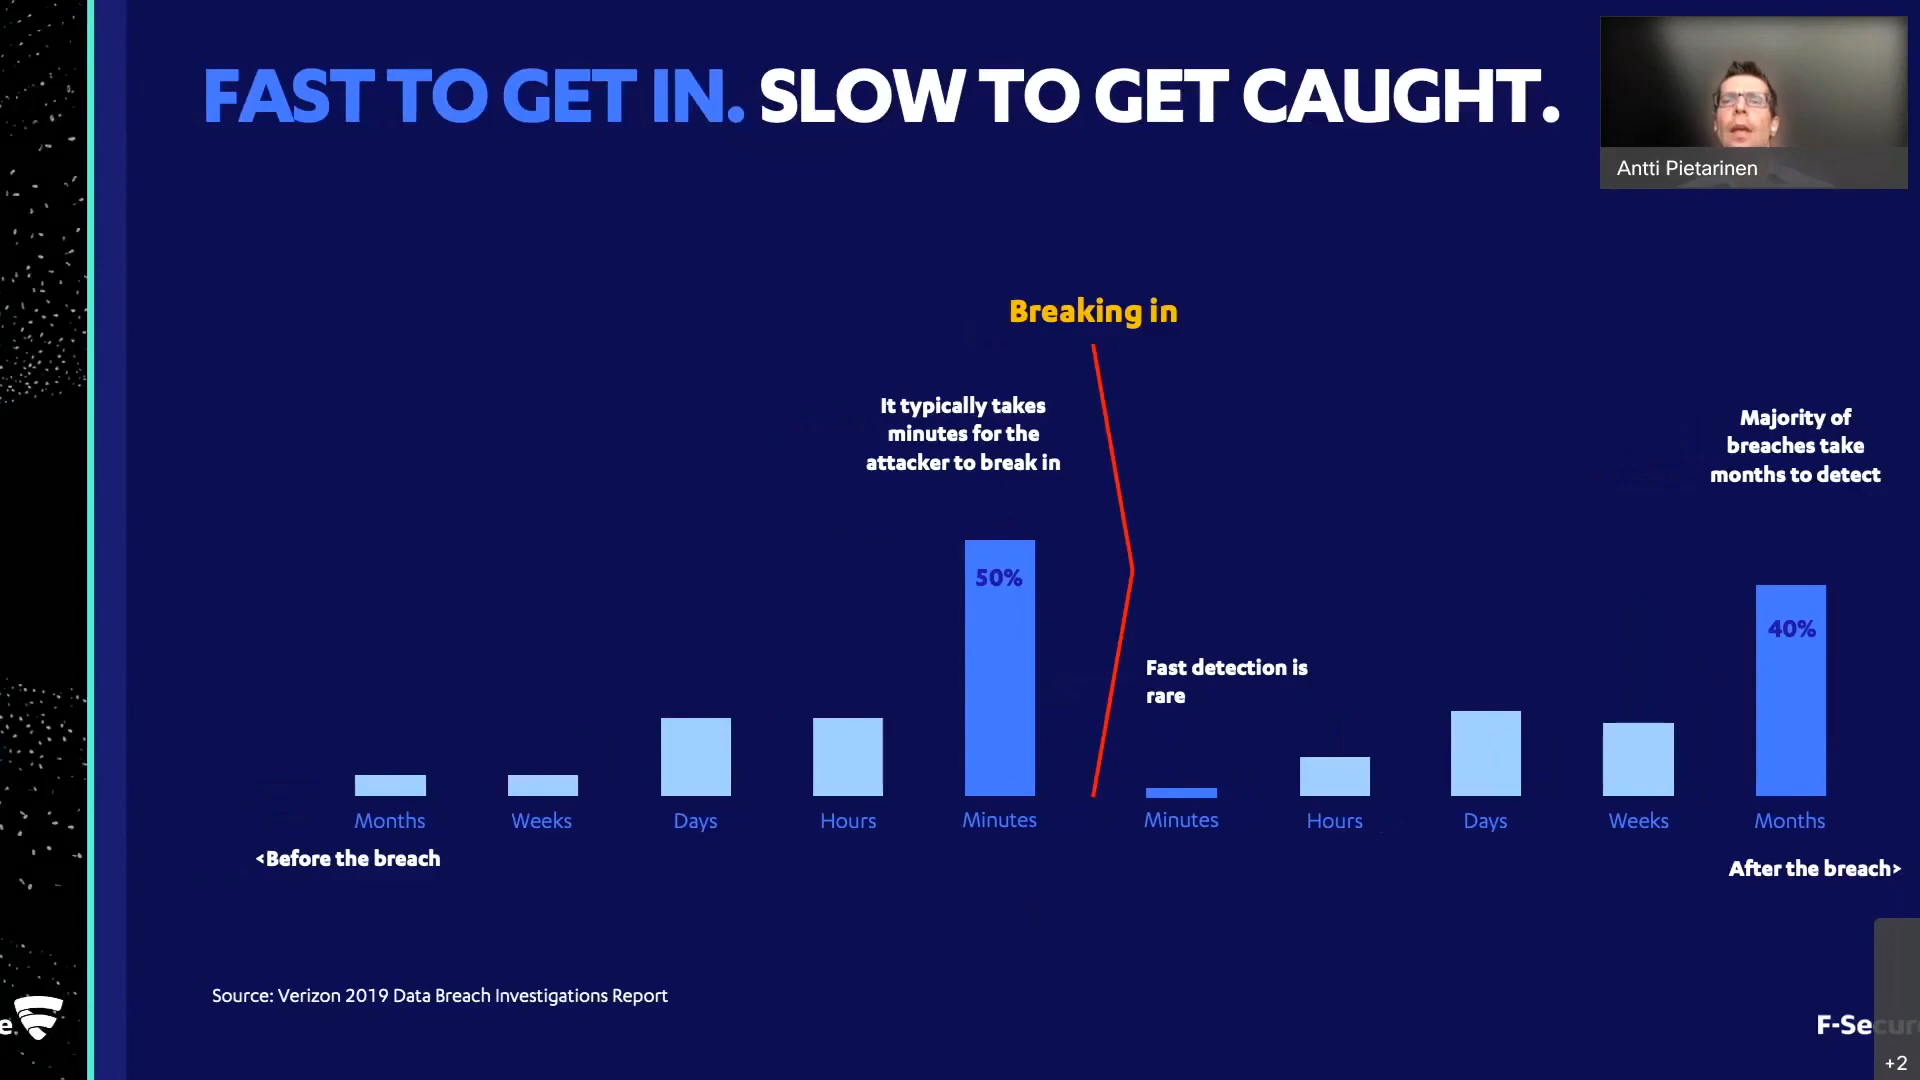 FAST TO GET IN. SLOW TO GET CAUGHT.
Antti Pietarinen
Breaking in
It typically takes
minutes for the
attacker to break in
Majority of
breaches take
months to detect
50%
40%
Fast detection is
rare
Months
Weeks
Days
Hours
Minutes
Minutes
Hours
Days
Weeks
Months
<Before the breach
After the breach>
Source: Verizon 2019 Data Breach Investigations Report
e.
F-Secur
+2